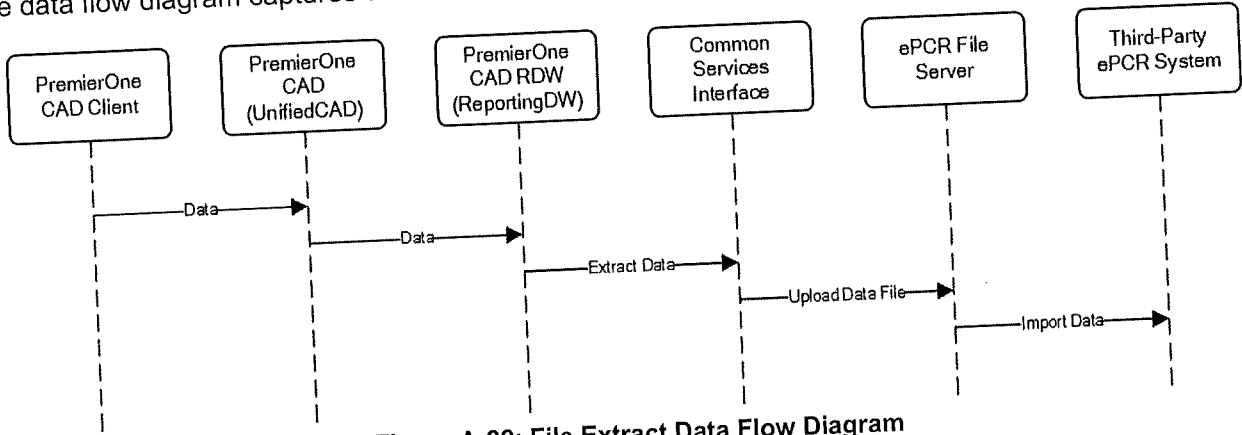 e data flow diagram captures
PremierOne
CAD Client
PremierOne
CAD
(UnifiedCAD)
PremierOne
CAD RDW
(ReportingDW)
Common
Services
Interface
ePCR File
Server
Third-Party
ePCR System
Data
Data
Extract Data
Upload Data File
Import Data
File Extract Data Flow Diagram